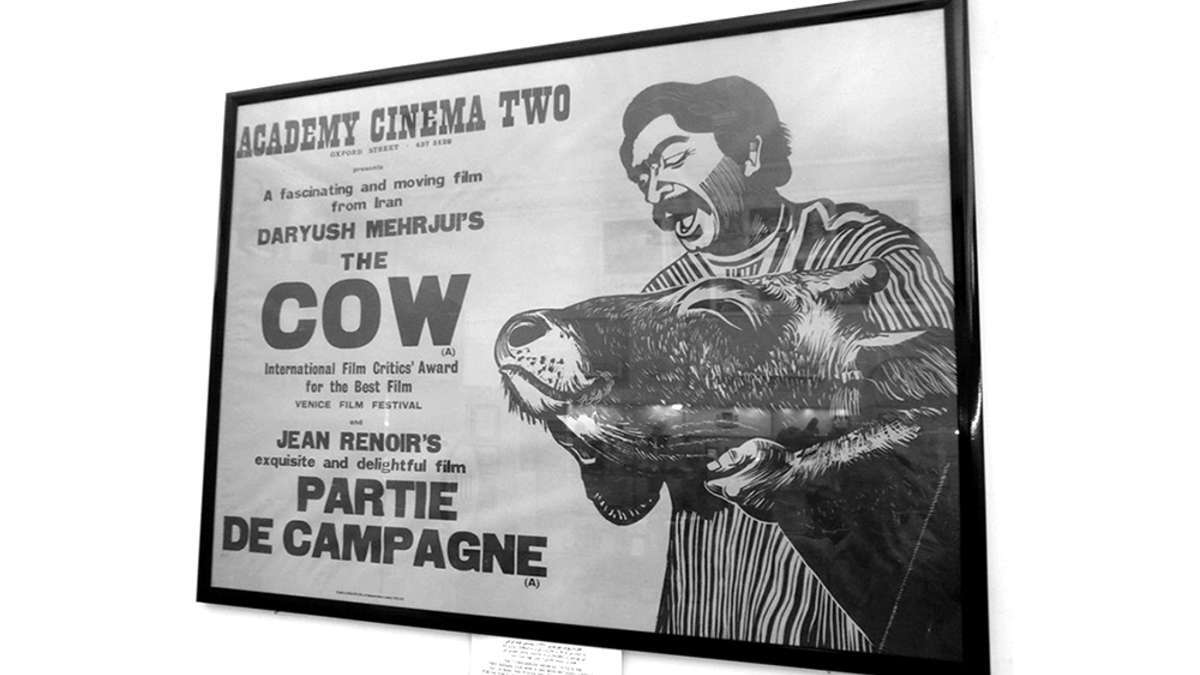 ACADEMY CINEMA TWO
OXFORD STREET · 437 5129
presents
A fascinating and moving film
from Iran
DARYUSH MEHRJUI'S
THE
COW
(A)
International Film Critics' Award
for the Best Film
VENICE FILM FESTIVAL
and
JEAN RENOIR'S
exquisite and delightful film
PARTIE
DE CAMPAGNE
(A)